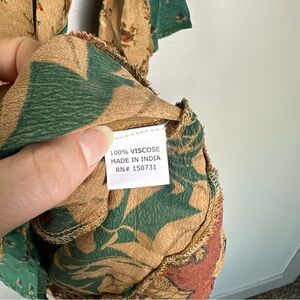 100% VISCOSE
MADE IN INDIA
RN# 150731